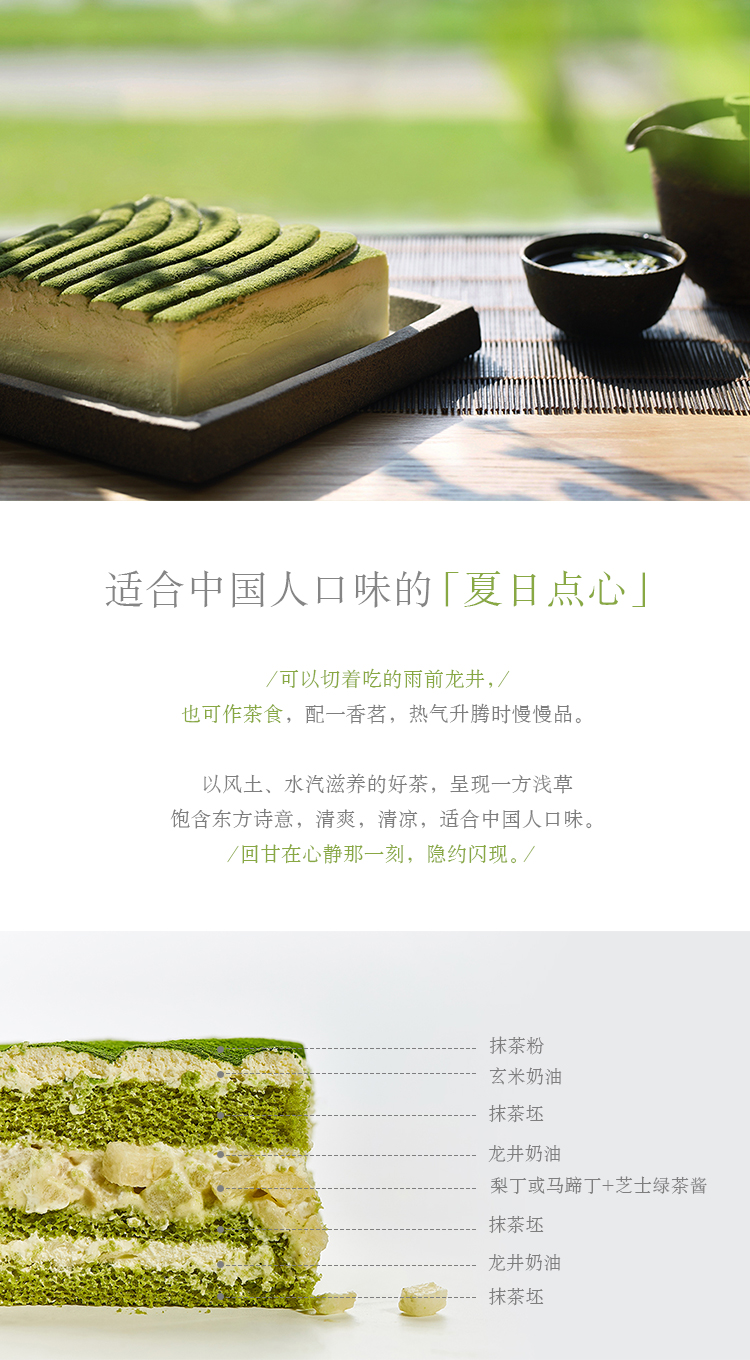 适合中国人口味的「夏日点心」
/可以切着吃的雨前龙井,/
也可作茶食，配一香茗，热气升腾时慢慢品。
以风土、水汽滋养的好茶，呈现一方浅草
饱含东方诗意，清爽，清凉，适合中国人口味。
/回甘在心静那一刻，隐约闪现。/
抹茶粉
玄米奶油
抹茶坯
龙井奶油
梨丁或马蹄丁+芝士绿茶酱
抹茶坯
龙井奶油
抹茶坯